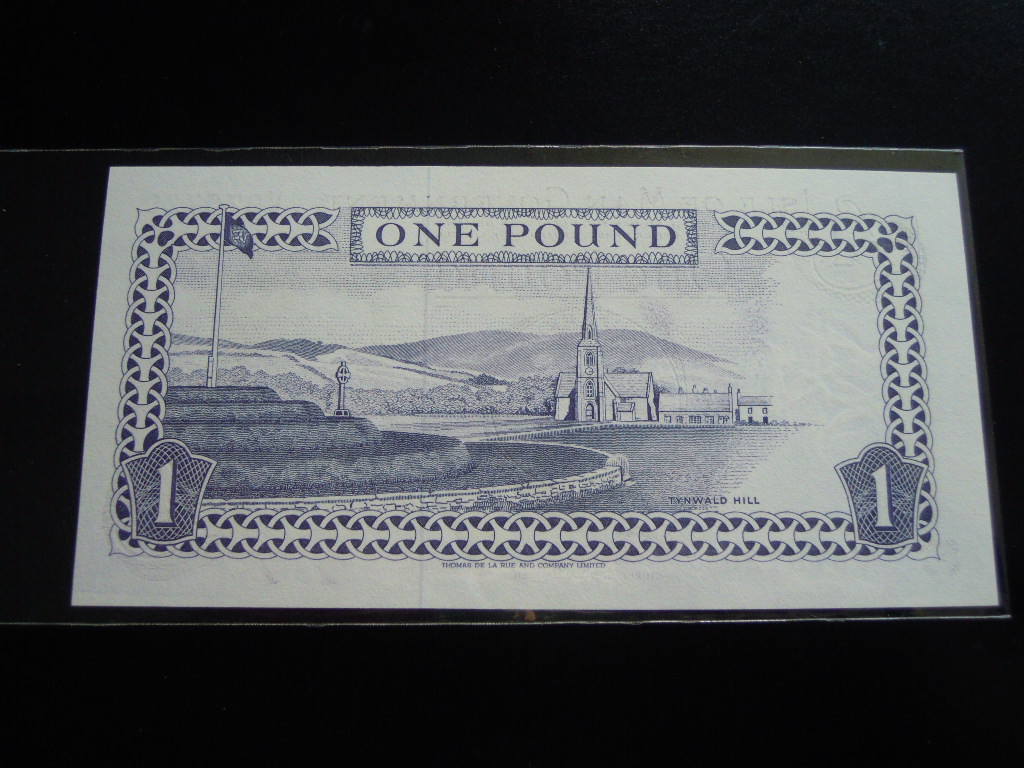 ONE POUND
TYNWALD HILL
1
1
THOMAS DE LA RUE AND COMPANY LIMITED